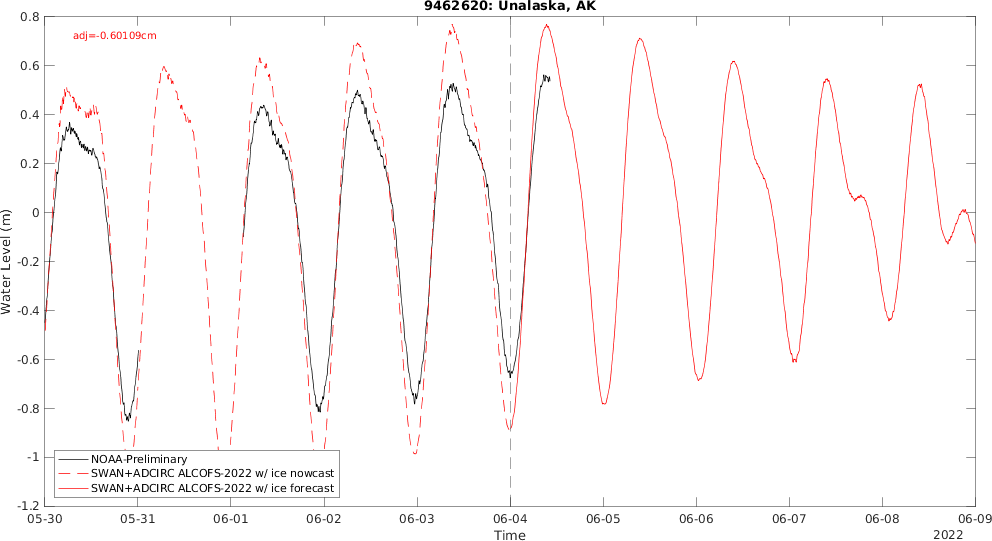 9462620: Unalaska, AK
adj=-0.60109cm
Water Level (m)
0.8
0.6
0.4
0.2
0
-0.2
-0.4
-0.6
-0.8
-1
-1.2
NOAA-Preliminary
SWAN+ADCIRC ALCOFS-2022 w/ ice nowcast
SWAN+ADCIRC ALCOFS-2022 w/ ice forecast
05-30 05-31 06-01 06-02 06-03 06-04 06-05 06-06 06-07 06-08 06-09
Time
2022